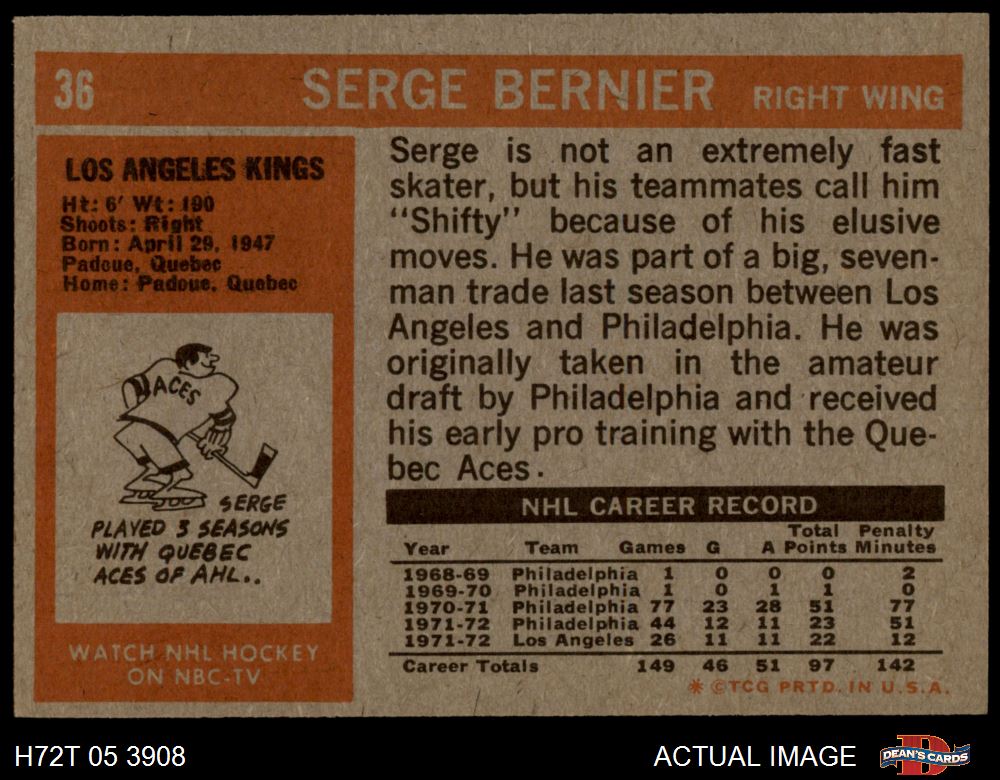 36 SERGE BERNIER RIGHT WING
LOS ANGELES KINGS
Ht: 6' Wt: 190
Shoots: Right
Born: April 29, 1947
Padoue, Quebec
Home: Padoue, Quebec
ACES
SERGE
PLAYED 3 SEASONS
WITH QUEBEC
ACES OF AHL..
WATCH NHL HOCKEY
ON NBC-TV
Serge is not an extremely fast
skater, but his teammates call him
"Shifty" because of his elusive
moves. He was part of a big, seven-
man trade last season between Los
Angeles and Philadelphia. He was
originally taken in the amateur
draft by Philadelphia and received
his early pro training with the Que-
bec Aces.
NHL CAREER RECORD
Total Penalty
Year Team Games G A Points Minutes
1968-69 Philadelphia 1 0 0 0 2
1969-70 Philadelphia 1 0 1 1 0
1970-71 Philadelphia 77 23 28 51 77
1971-72 Philadelphia 44 12 11 23 51
1971-72 Los Angeles 26 11 11 22 12
Career Totals 149 46 51 97 142
* ©TCG PRTD. IN U.S.A.
H72T 05 3908 ACTUAL IMAGE DEAN'S CARDS